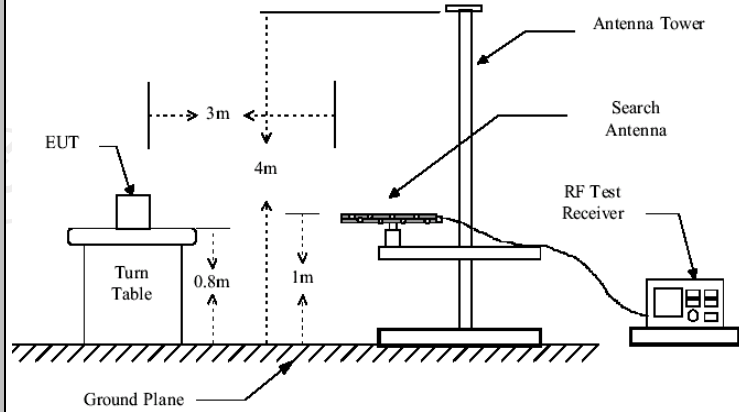 Antenna Tower
3m
Search
Antenna
EUT
4m
RF Test
Receiver
Turn
Table
0.8m
1m
Ground Plane